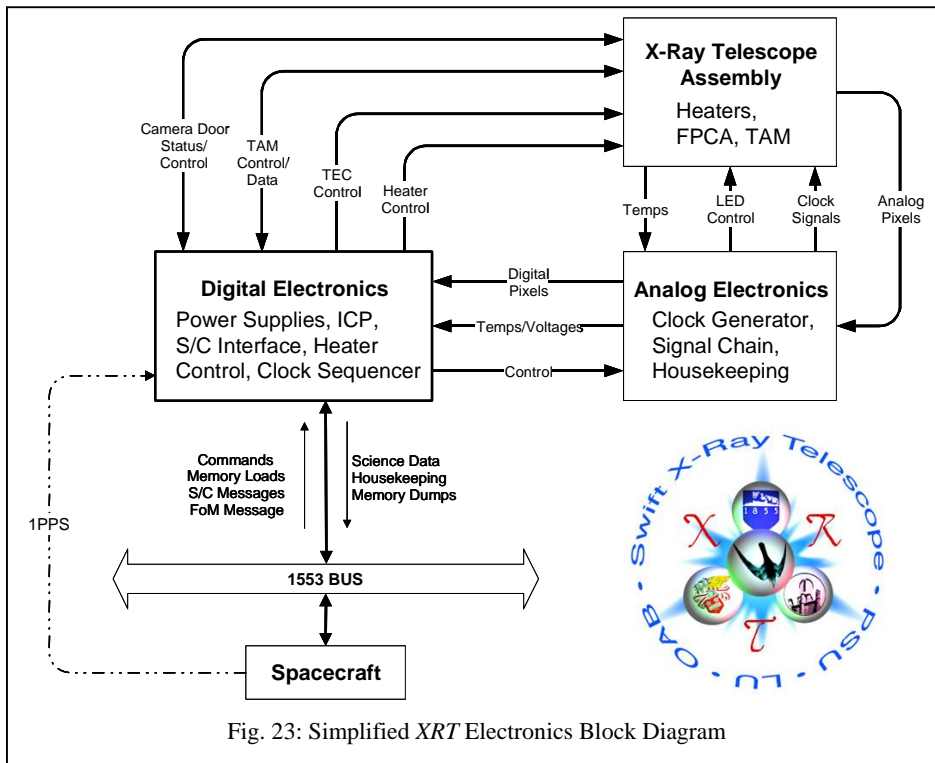 X-Ray Telescope
Assembly
Heaters,
FPCA, TAM
Camera Door
Status/
Control
TAM
Control/
Data
TEC
Control
Heater
Control
Temps
LED
Control
Clock
Signals
Analog
Pixels
Digital Electronics
Power Supplies, ICP,
S/C Interface, Heater
Control, Clock Sequencer
Digital
Pixels
Temps/Voltages
Control
Analog Electronics
Clock Generator,
Signal Chain,
Housekeeping
Commands
Memory Loads
S/C Messages
FoM Message
Science Data
Housekeeping
Memory Dumps
1PPS
1553 BUS
Spacecraft
Swift X-Ray Telescope · PSU · LU · OAB ·
1855
X
R
T
Fig. 23: Simplified XRT Electronics Block Diagram